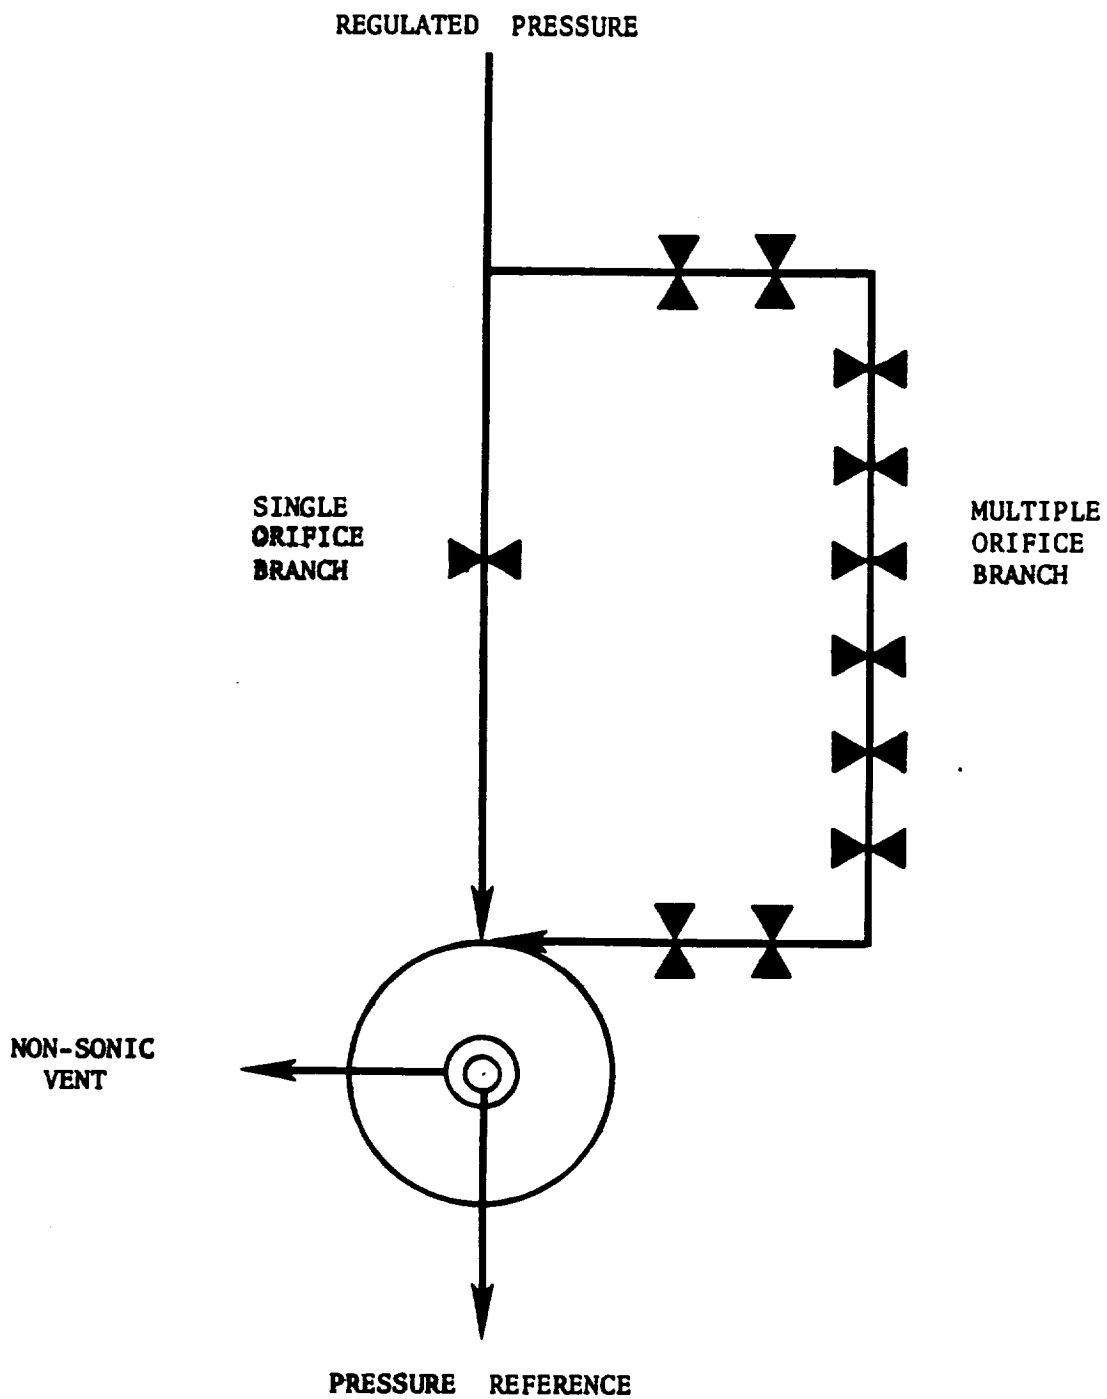 REGULATED PRESSURE
SINGLE
ORIFICE
BRANCH
MULTIPLE
ORIFICE
BRANCH
NON-SONIC
VENT
PRESSURE REFERENCE